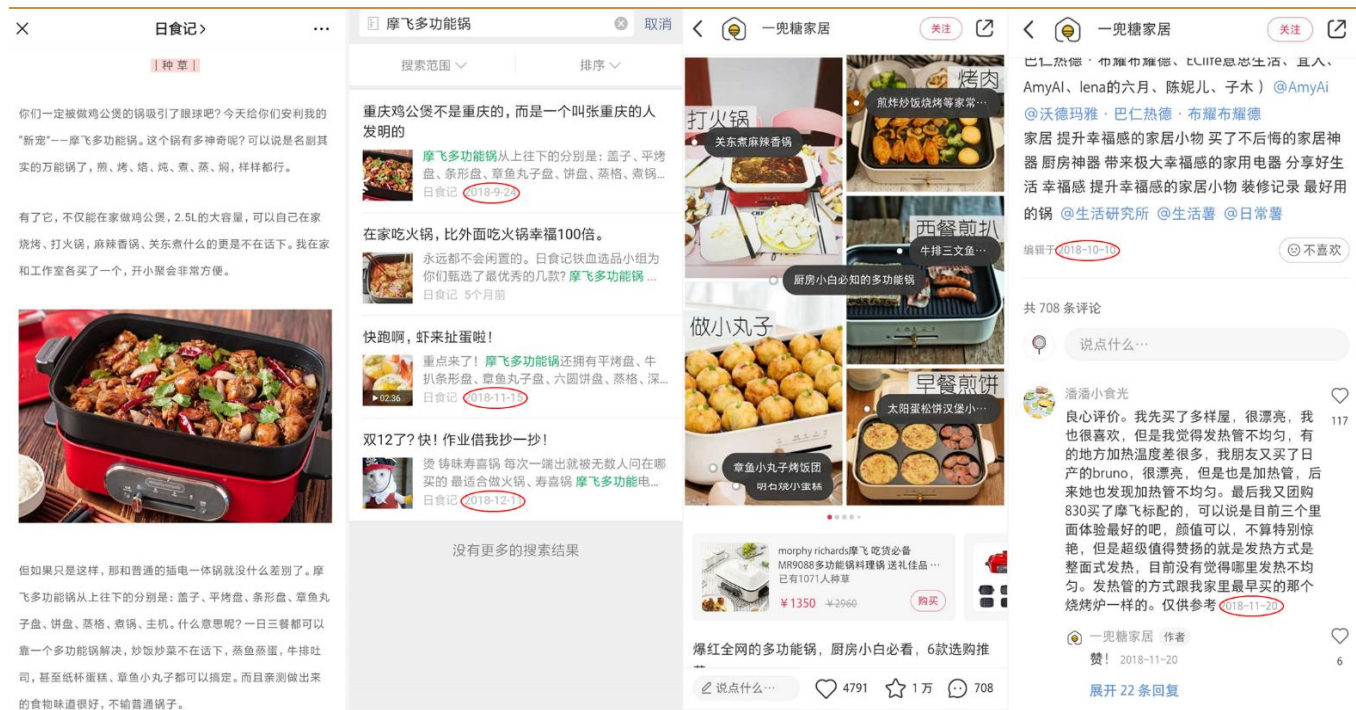 日食记>
|种草|
你们一定被做鸡公煲的锅吸引了眼球吧?今天给你们安利我的
“新宠”——摩飞多功能锅。这个锅有多神奇呢?可以说是名副其
实的万能锅了,煎、烤、烙、炖、煮、蒸、焖,样样都行。
有了它,不仅能在家做鸡公煲,2.5L的大容量,可以自己在家
烧烤、打火锅,麻辣香锅、关东煮什么的更是不在话下。我在家
和工作室各买了一个,开小聚会非常方便。
但如果只是这样,那和普通的插电一体锅就没什么差别了。摩
飞多功能锅从上往下的分别是:盖子、平烤盘、条形盘、章鱼丸
子盘、饼盘、蒸格、煮锅、主机。什么意思呢?一日三餐都可以
靠一个多功能锅解决,炒饭炒菜不在话下,蒸鱼蒸蛋,牛排吐
司,甚至纸杯蛋糕、章鱼小丸子都可以搞定。而且亲测做出来
的食物味道很好,不输普通锅子。
摩飞多功能锅
取消
搜索范围
排序
重庆鸡公煲不是重庆的,而是一个叫张重庆的人
发明的
摩飞多功能锅从上往下的分别是:盖子、平烤
盘、条形盘、章鱼丸子盘、饼盘、蒸格、煮锅...
日食记 2018-9-24
在家吃火锅,比外面吃火锅幸福100倍。
永远都不会闲置的。日食记铁血选品小组为
你们甄选了最优秀的几款?摩飞多功能锅 ...
日食记 5个月前
快跑啊,虾来扯蛋啦!
重点来了!摩飞多功能锅还拥有平烤盘、牛
扒条形盘、章鱼丸子盘、六圆饼盘、蒸格、深...
02:36
日食记 2018-11-15
双12了?快!作业借我抄一抄!
烫 铸味寿喜锅 每次一端出就被无数人问在哪
买的 最适合做火锅、寿喜锅 摩飞多功能电...
日食记 2018-12-11
没有更多的搜索结果
一兜糖家居
关注
打火锅
关东煮麻辣香锅
烤肉
煎炸炒饭烧烤等家常…
西餐煎扒
牛排三文鱼…
厨房小白必知的多功能锅
做小丸子
早餐煎饼
太阳蛋松饼汉堡小…
章鱼小丸子烤饭团
明石烧小蛋糕
morphy richards摩飞 吃货必备
MR9088多功能锅料理锅 送礼佳品 …
已有1071人种草
¥1350 ¥2960
购买
爆红全网的多功能锅,厨房小白必看,6款选购推
说点什么…
4791
1万
708
一兜糖家居
关注
巴仁热德・布耀布耀德、EClife意思生活、宜人、
AmyAI、lena的六月、陈妮儿、子木)@AmyAi
@沃德玛雅・巴仁热德・布耀布耀德
家居 提升幸福感的家居小物 买了不后悔的家居神
器 厨房神器 带来极大幸福感的家用电器 分享好生
活 幸福感 提升幸福感的家居小物 装修记录 最好用
的锅 @生活研究所 @生活薯 @日常薯
编辑于2018-10-10
不喜欢
共 708 条评论
说点什么…
潘潘小食光
良心评价。我先买了多样屋,很漂亮,我
也很喜欢,但是我觉得发热管不均匀,有
的地方加热温度差很多,我朋友又买了日
产的bruno,很漂亮,但是也是加热管,后
来她也发现加热管不均匀。最后我又团购
830买了摩飞标配的,可以说是目前三个里
面体验最好的吧,颜值可以,不算特别惊
艳,但是超级值得赞扬的就是发热方式是
整面式发热,目前没有觉得哪里发热不均
匀。发热管的方式跟我家里最早买的那个
烧烤炉一样的。仅供参考 2018-11-20
117
一兜糖家居 作者
赞! 2018-11-20
6
展开 22 条回复